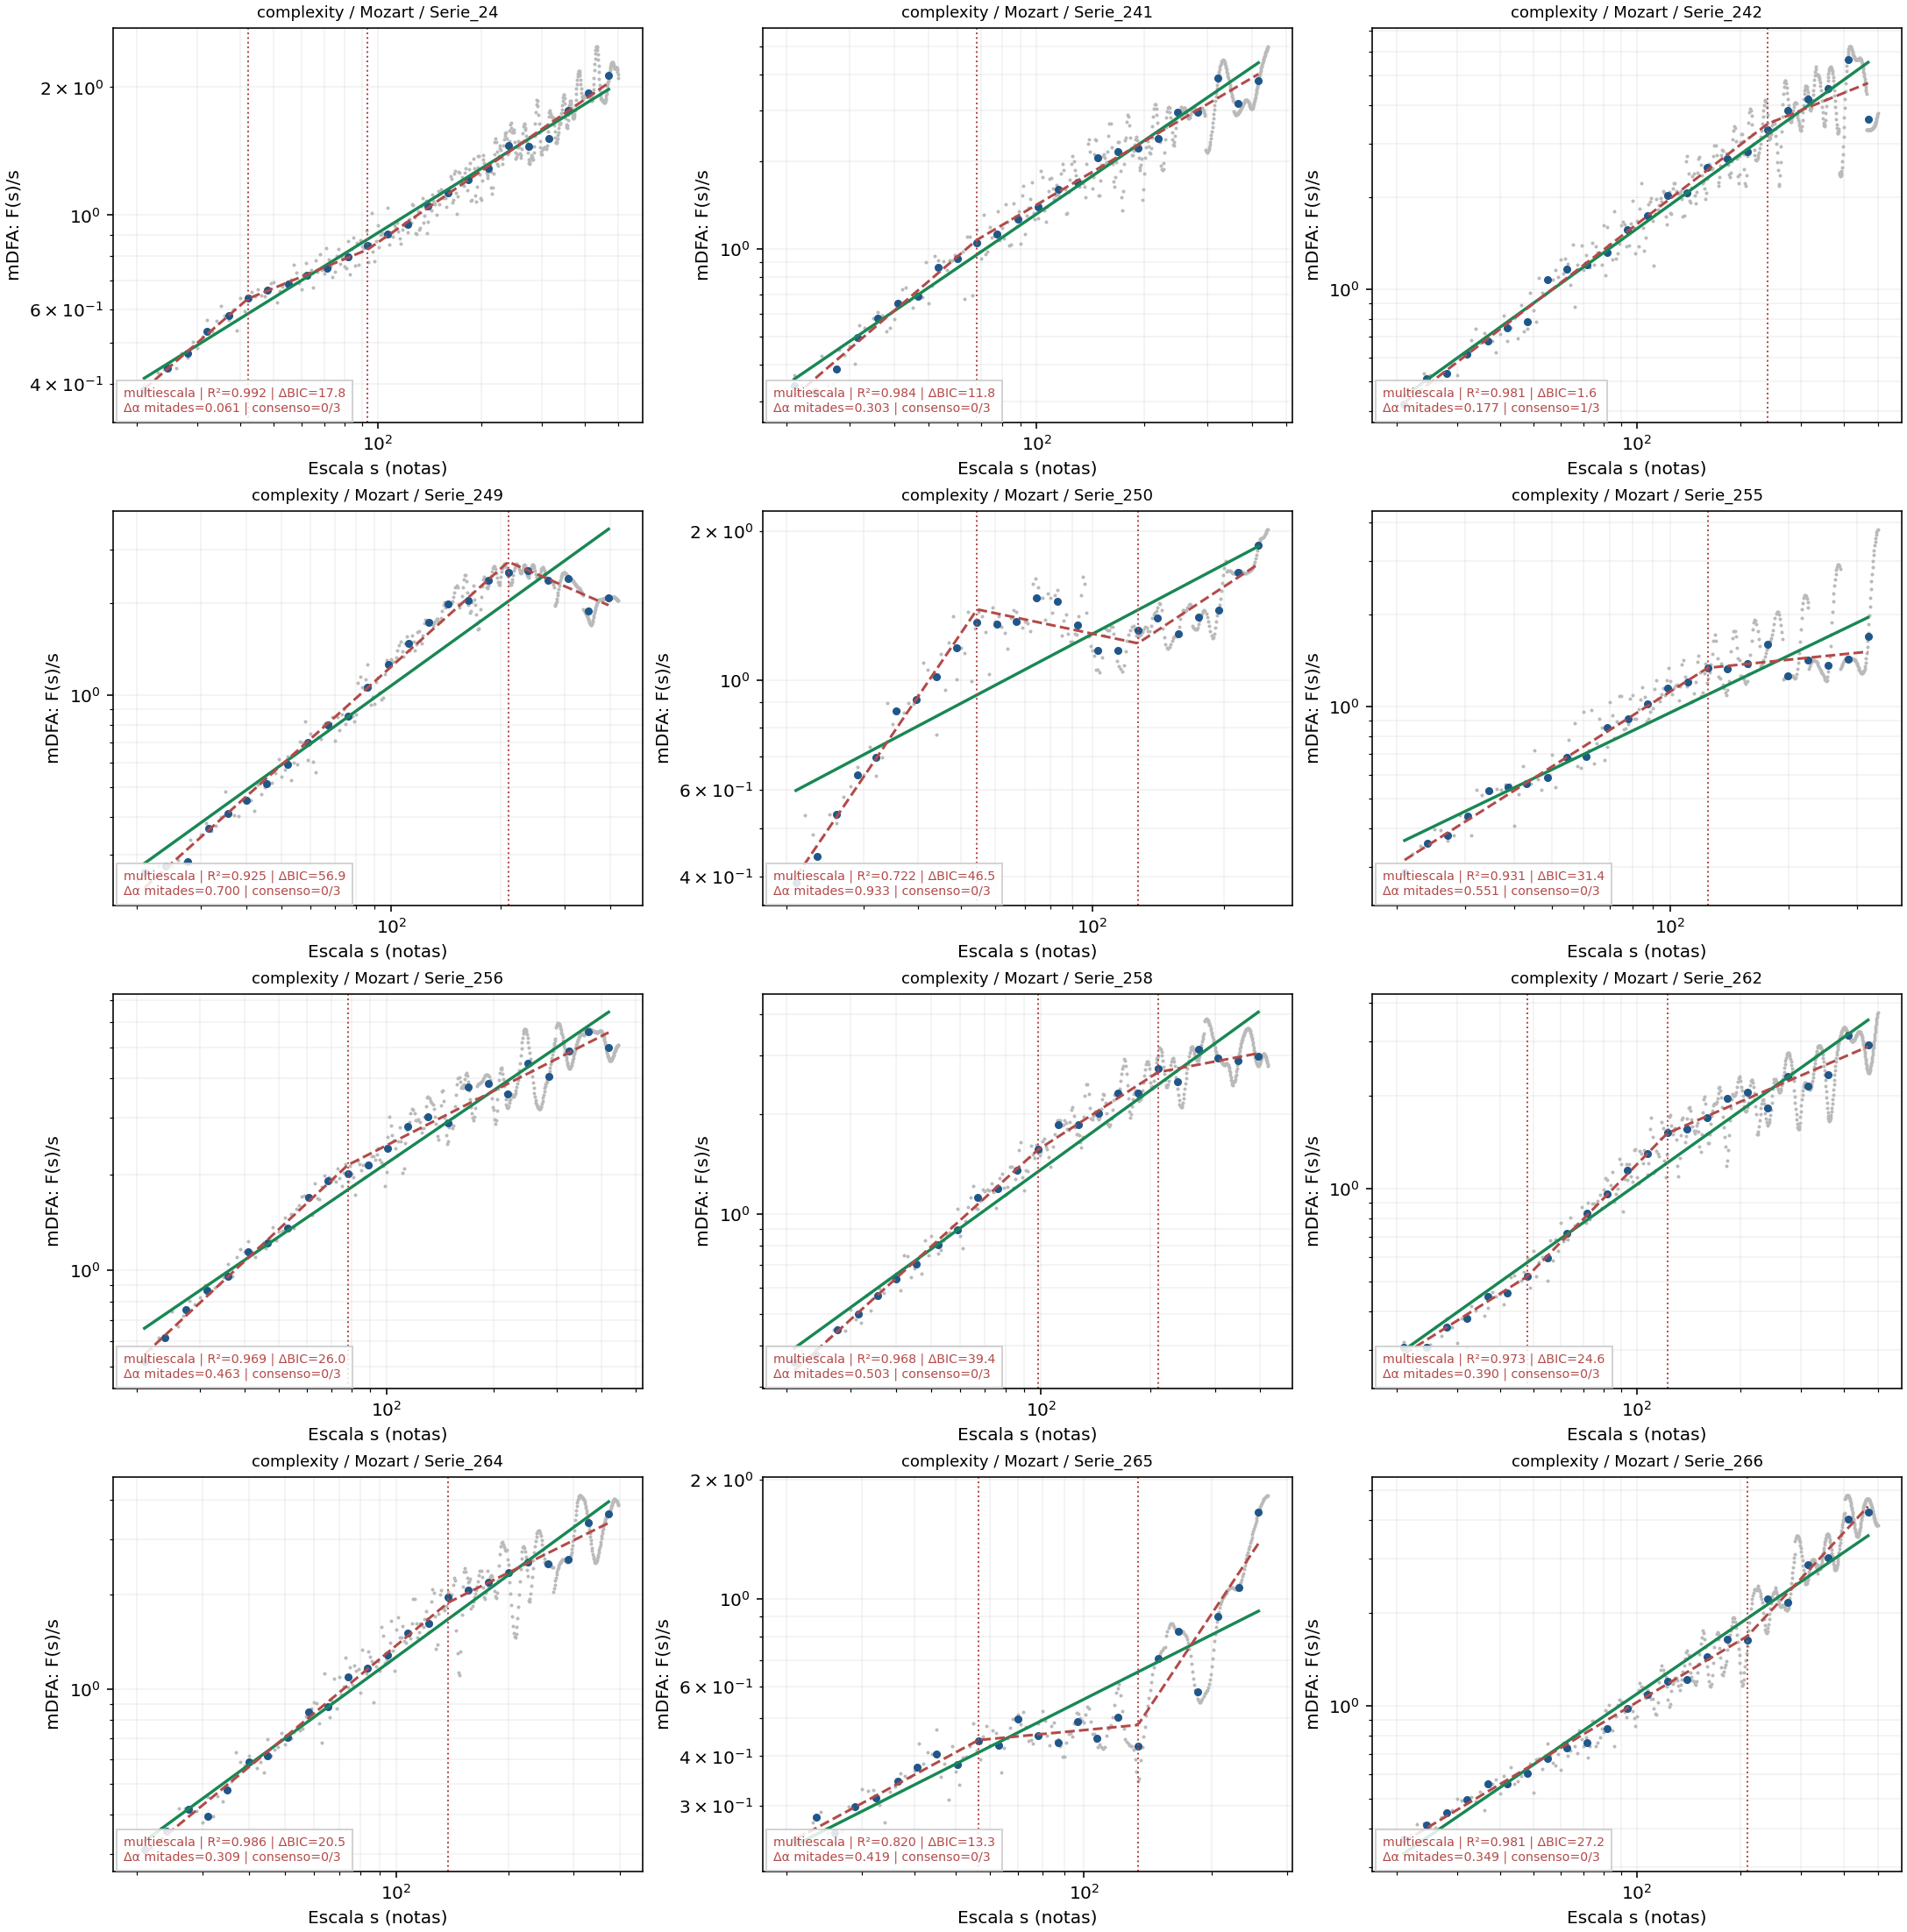 complexity / Mozart / Serie_24
mDFA: F(s)/s
2 × 10⁰
10⁰
6 × 10⁻¹
4 × 10⁻¹
multiescala | R²=0.992 | ΔBIC=17.8
Δα mitades=0.061 | consenso=0/3
10²
Escala s (notas)
complexity / Mozart / Serie_241
mDFA: F(s)/s
10⁰
multiescala | R²=0.984 | ΔBIC=11.8
Δα mitades=0.303 | consenso=0/3
10²
Escala s (notas)
complexity / Mozart / Serie_242
mDFA: F(s)/s
10⁰
multiescala | R²=0.981 | ΔBIC=1.6
Δα mitades=0.177 | consenso=1/3
10²
Escala s (notas)
complexity / Mozart / Serie_249
mDFA: F(s)/s
10⁰
multiescala | R²=0.925 | ΔBIC=56.9
Δα mitades=0.700 | consenso=0/3
10²
Escala s (notas)
complexity / Mozart / Serie_250
mDFA: F(s)/s
2 × 10⁰
10⁰
6 × 10⁻¹
4 × 10⁻¹
multiescala | R²=0.722 | ΔBIC=46.5
Δα mitades=0.933 | consenso=0/3
10²
Escala s (notas)
complexity / Mozart / Serie_255
mDFA: F(s)/s
10⁰
multiescala | R²=0.931 | ΔBIC=31.4
Δα mitades=0.551 | consenso=0/3
10²
Escala s (notas)
complexity / Mozart / Serie_256
mDFA: F(s)/s
10⁰
multiescala | R²=0.969 | ΔBIC=26.0
Δα mitades=0.463 | consenso=0/3
10²
Escala s (notas)
complexity / Mozart / Serie_258
mDFA: F(s)/s
10⁰
multiescala | R²=0.968 | ΔBIC=39.4
Δα mitades=0.503 | consenso=0/3
10²
Escala s (notas)
complexity / Mozart / Serie_262
mDFA: F(s)/s
10⁰
multiescala | R²=0.973 | ΔBIC=24.6
Δα mitades=0.390 | consenso=0/3
10²
Escala s (notas)
complexity / Mozart / Serie_264
mDFA: F(s)/s
10⁰
multiescala | R²=0.986 | ΔBIC=20.5
Δα mitades=0.309 | consenso=0/3
10²
Escala s (notas)
complexity / Mozart / Serie_265
mDFA: F(s)/s
2 × 10⁰
10⁰
6 × 10⁻¹
4 × 10⁻¹
3 × 10⁻¹
multiescala | R²=0.820 | ΔBIC=13.3
Δα mitades=0.419 | consenso=0/3
10²
Escala s (notas)
complexity / Mozart / Serie_266
mDFA: F(s)/s
10⁰
multiescala | R²=0.981 | ΔBIC=27.2
Δα mitades=0.349 | consenso=0/3
10²
Escala s (notas)